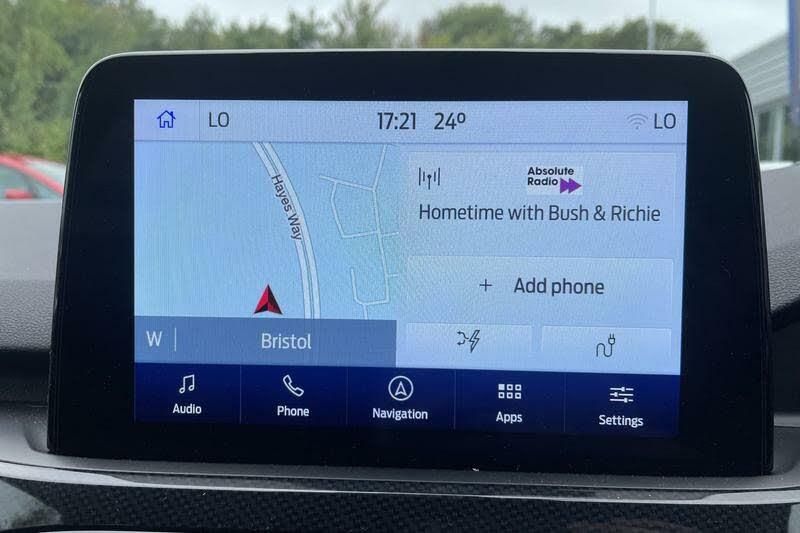 LO 17:21 24º LO
Hayes Way
Absolute
Radio
Hometime with Bush & Richie
+ Add phone
W Bristol
Audio Phone Navigation Apps Settings